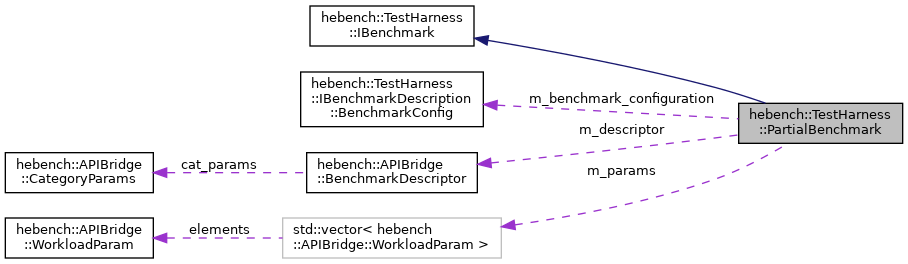 hebench::TestHarness
::IBenchmark
hebench::TestHarness
::IBenchmarkDescription
::BenchmarkConfig
m_benchmark_configuration
hebench::TestHarness
::PartialBenchmark
m_descriptor
hebench::APIBridge
::CategoryParams
cat_params
hebench::APIBridge
::BenchmarkDescriptor
m_params
hebench::APIBridge
::WorkloadParam
elements
std::vector< hebench
::APIBridge::WorkloadParam >